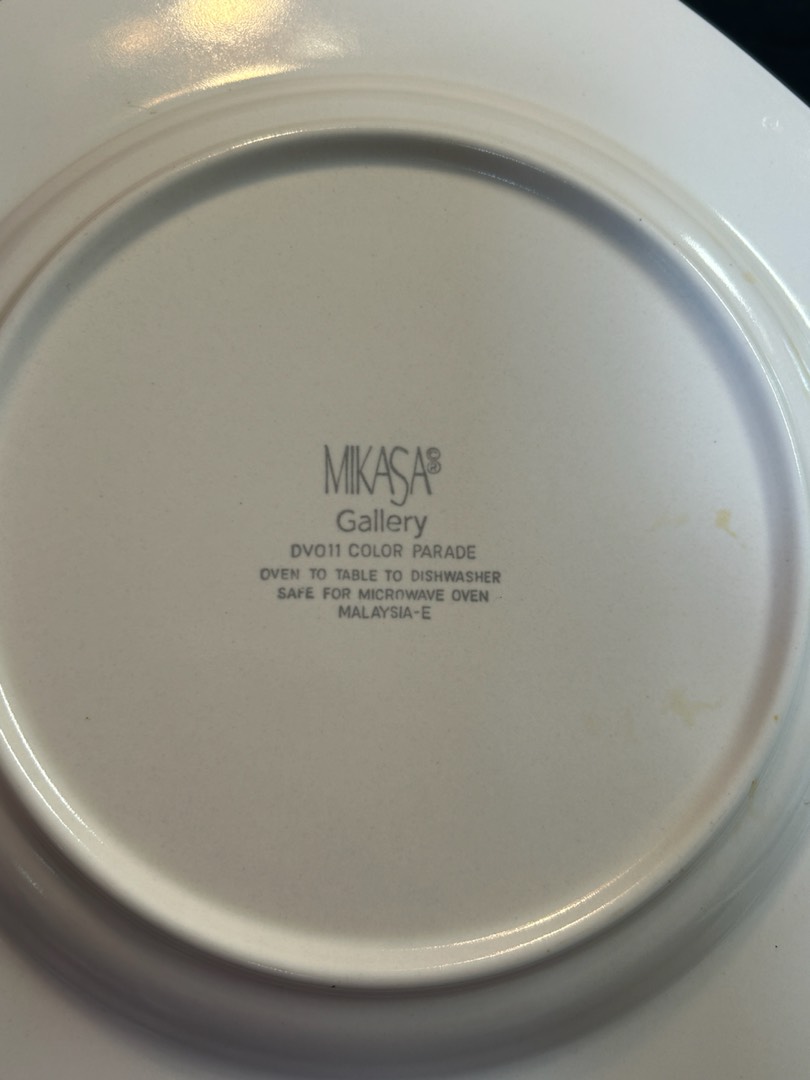 MIKASA©®
Gallery
DV011 COLOR PARADE
OVEN TO TABLE TO DISHWASHER
SAFE FOR MICROWAVE OVEN
MALAYSIA-E